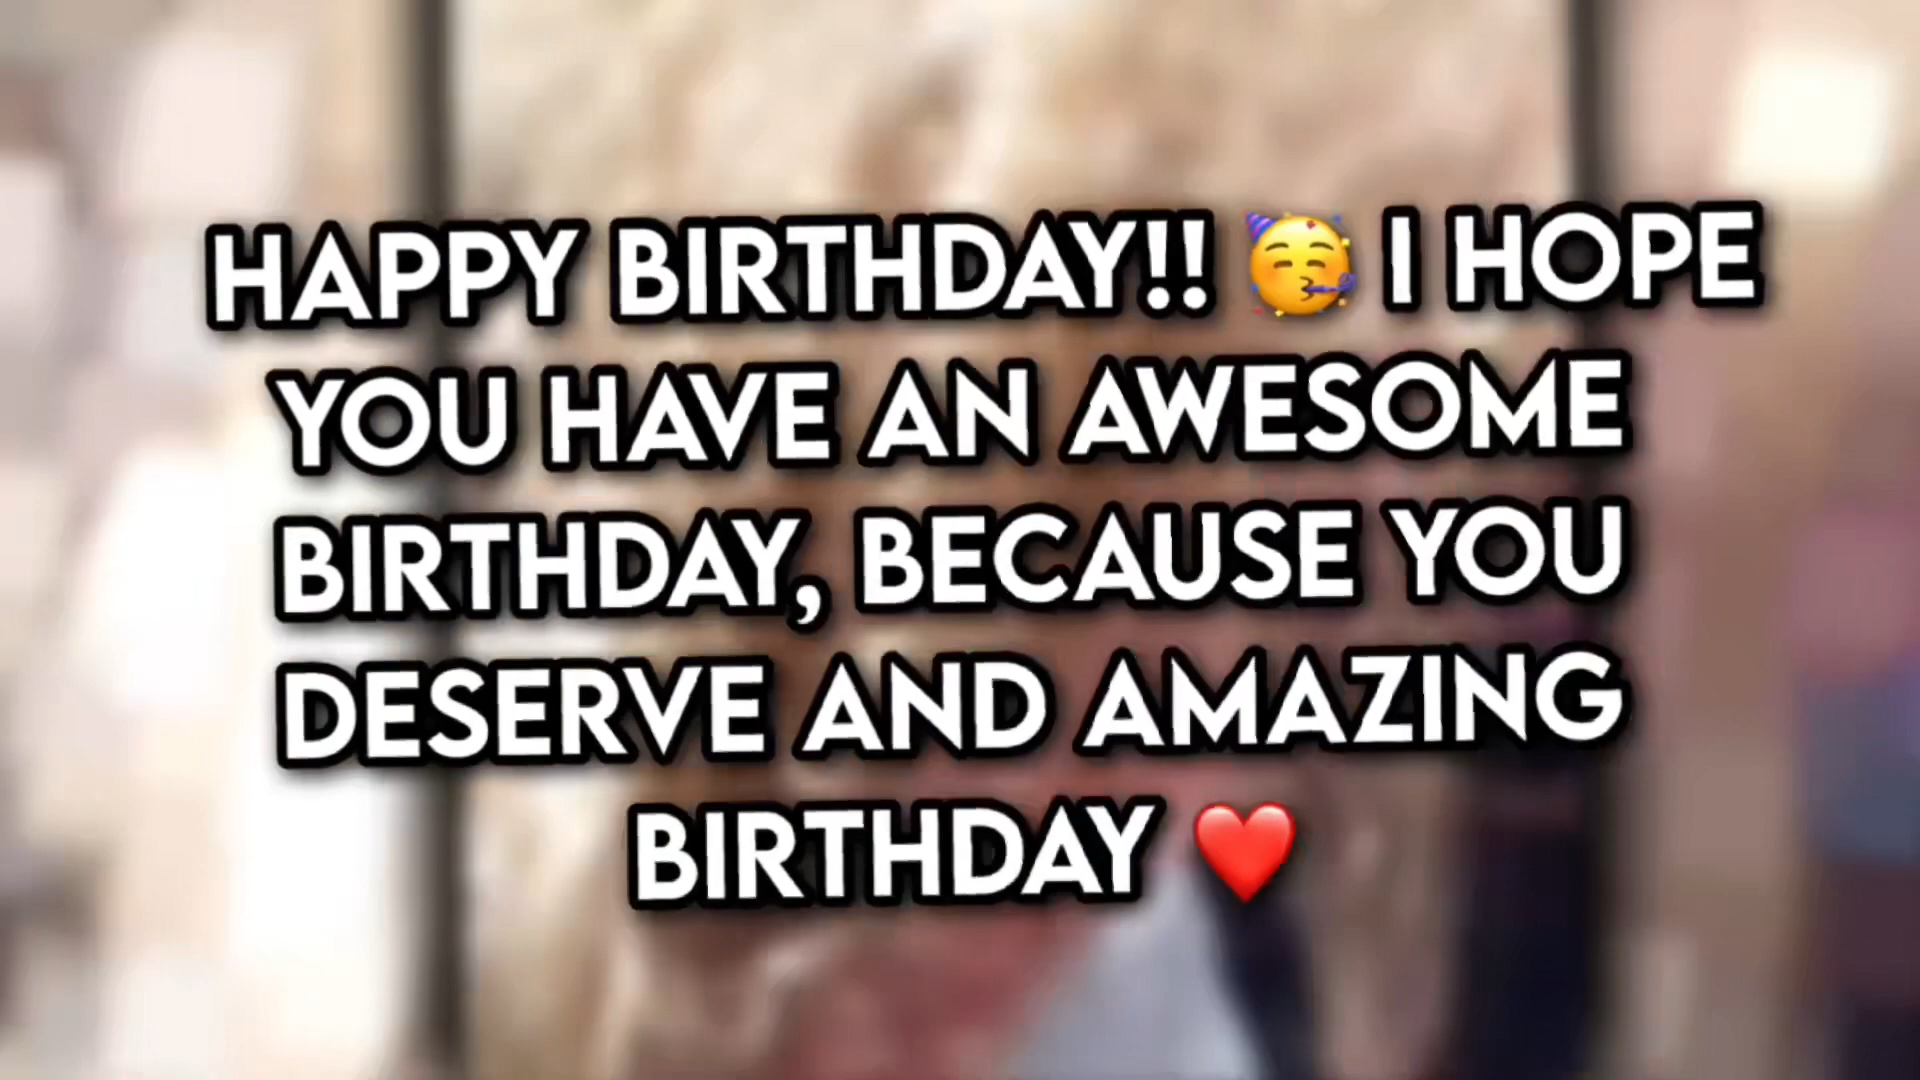 HAPPY BIRTHDAY!! 🥳 I HOPE
YOU HAVE AN AWESOME
BIRTHDAY, BECAUSE YOU
DESERVE AND AMAZING
BIRTHDAY ❤️